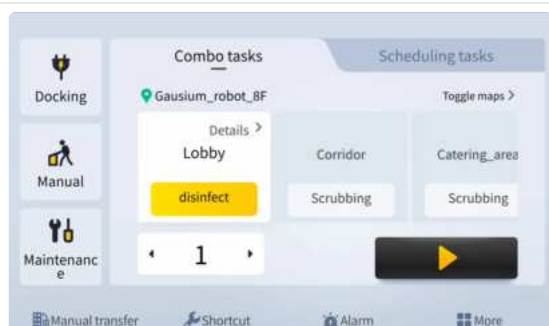 Combo tasks
Scheduling tasks
Docking
Gausium_robot_8F
Toggle maps >
Details >
Lobby
Corridor
Catering_area
Manual
disinfect
Scrubbing
Scrubbing
Maintenanc
e
1
Manual transfer
Shortcut
Alarm
More